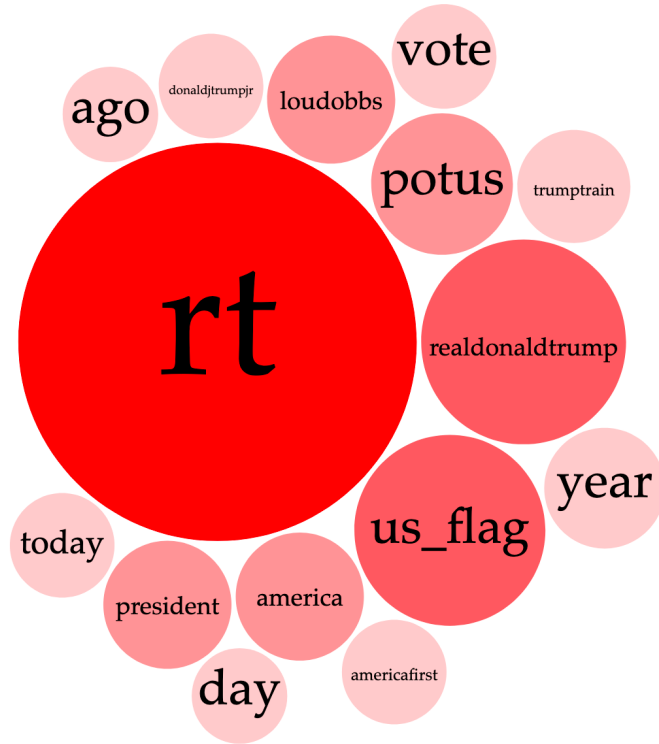 vote
donaldjtrumpjr
ago
loudobbs
potus
trumptrain
rt
realdonaldtrump
year
us_flag
today
president
america
americafirst
day